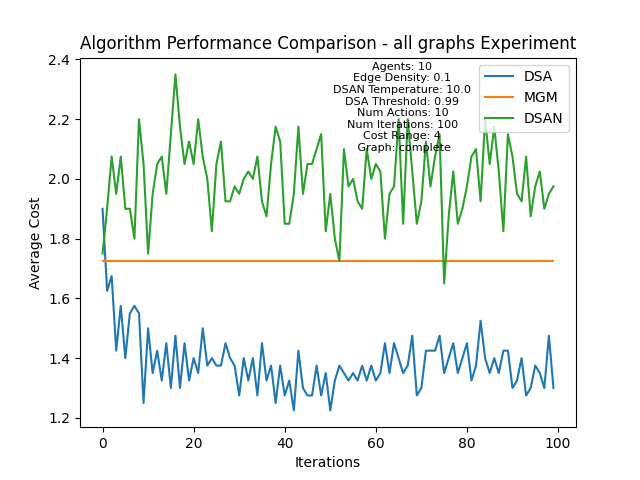 Algorithm Performance Comparison - all graphs Experiment
2.4
2.2
2.0
1.8
1.6
1.4
1.2
Average Cost
Agents: 10
Edge Density: 0.1
DSAN Temperature: 10.0
DSA Threshold: 0.99
Num Actions: 10
Num Iterations: 100
Cost Range: 4
Graph: complete
DSA
MGM
DSAN
0 20 40 60 80 100
Iterations